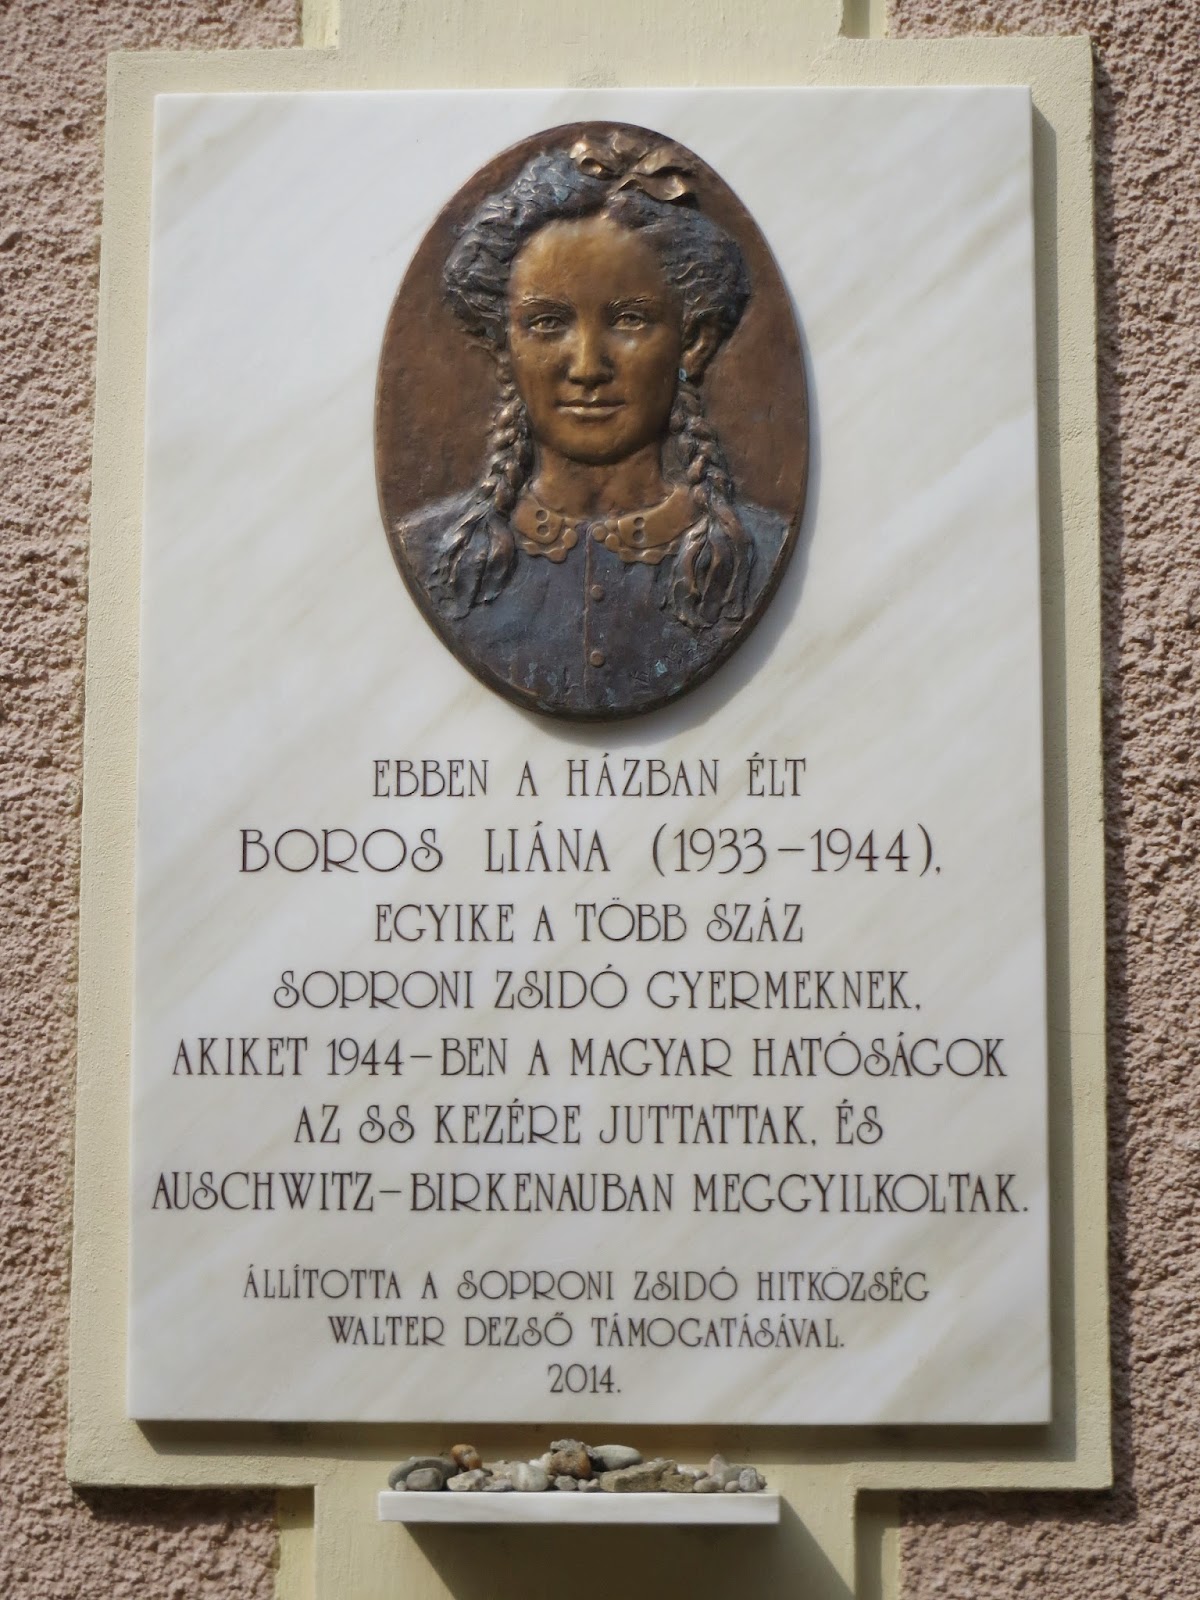 EBBEN A HÁZBAN ÉLT
BOROS LIÁNA (1933-1944),
EGYIKE A TÖBB SZÁZ
SOPRONI ZSIDÓ GYERMEKNEK,
AKIKET 1944-BEN A MAGYAR HATÓSÁGOK
AZ SS KEZÉRE JUTTATTAK, ÉS
AUSCHWITZ-BIRKENAUBAN MEGGYILKOLTAK.
ÁLLÍTOTTA A SOPRONI ZSIDÓ HITKÖZSÉG
WALTER DEZSŐ TÁMOGATÁSÁVAL.
2014.